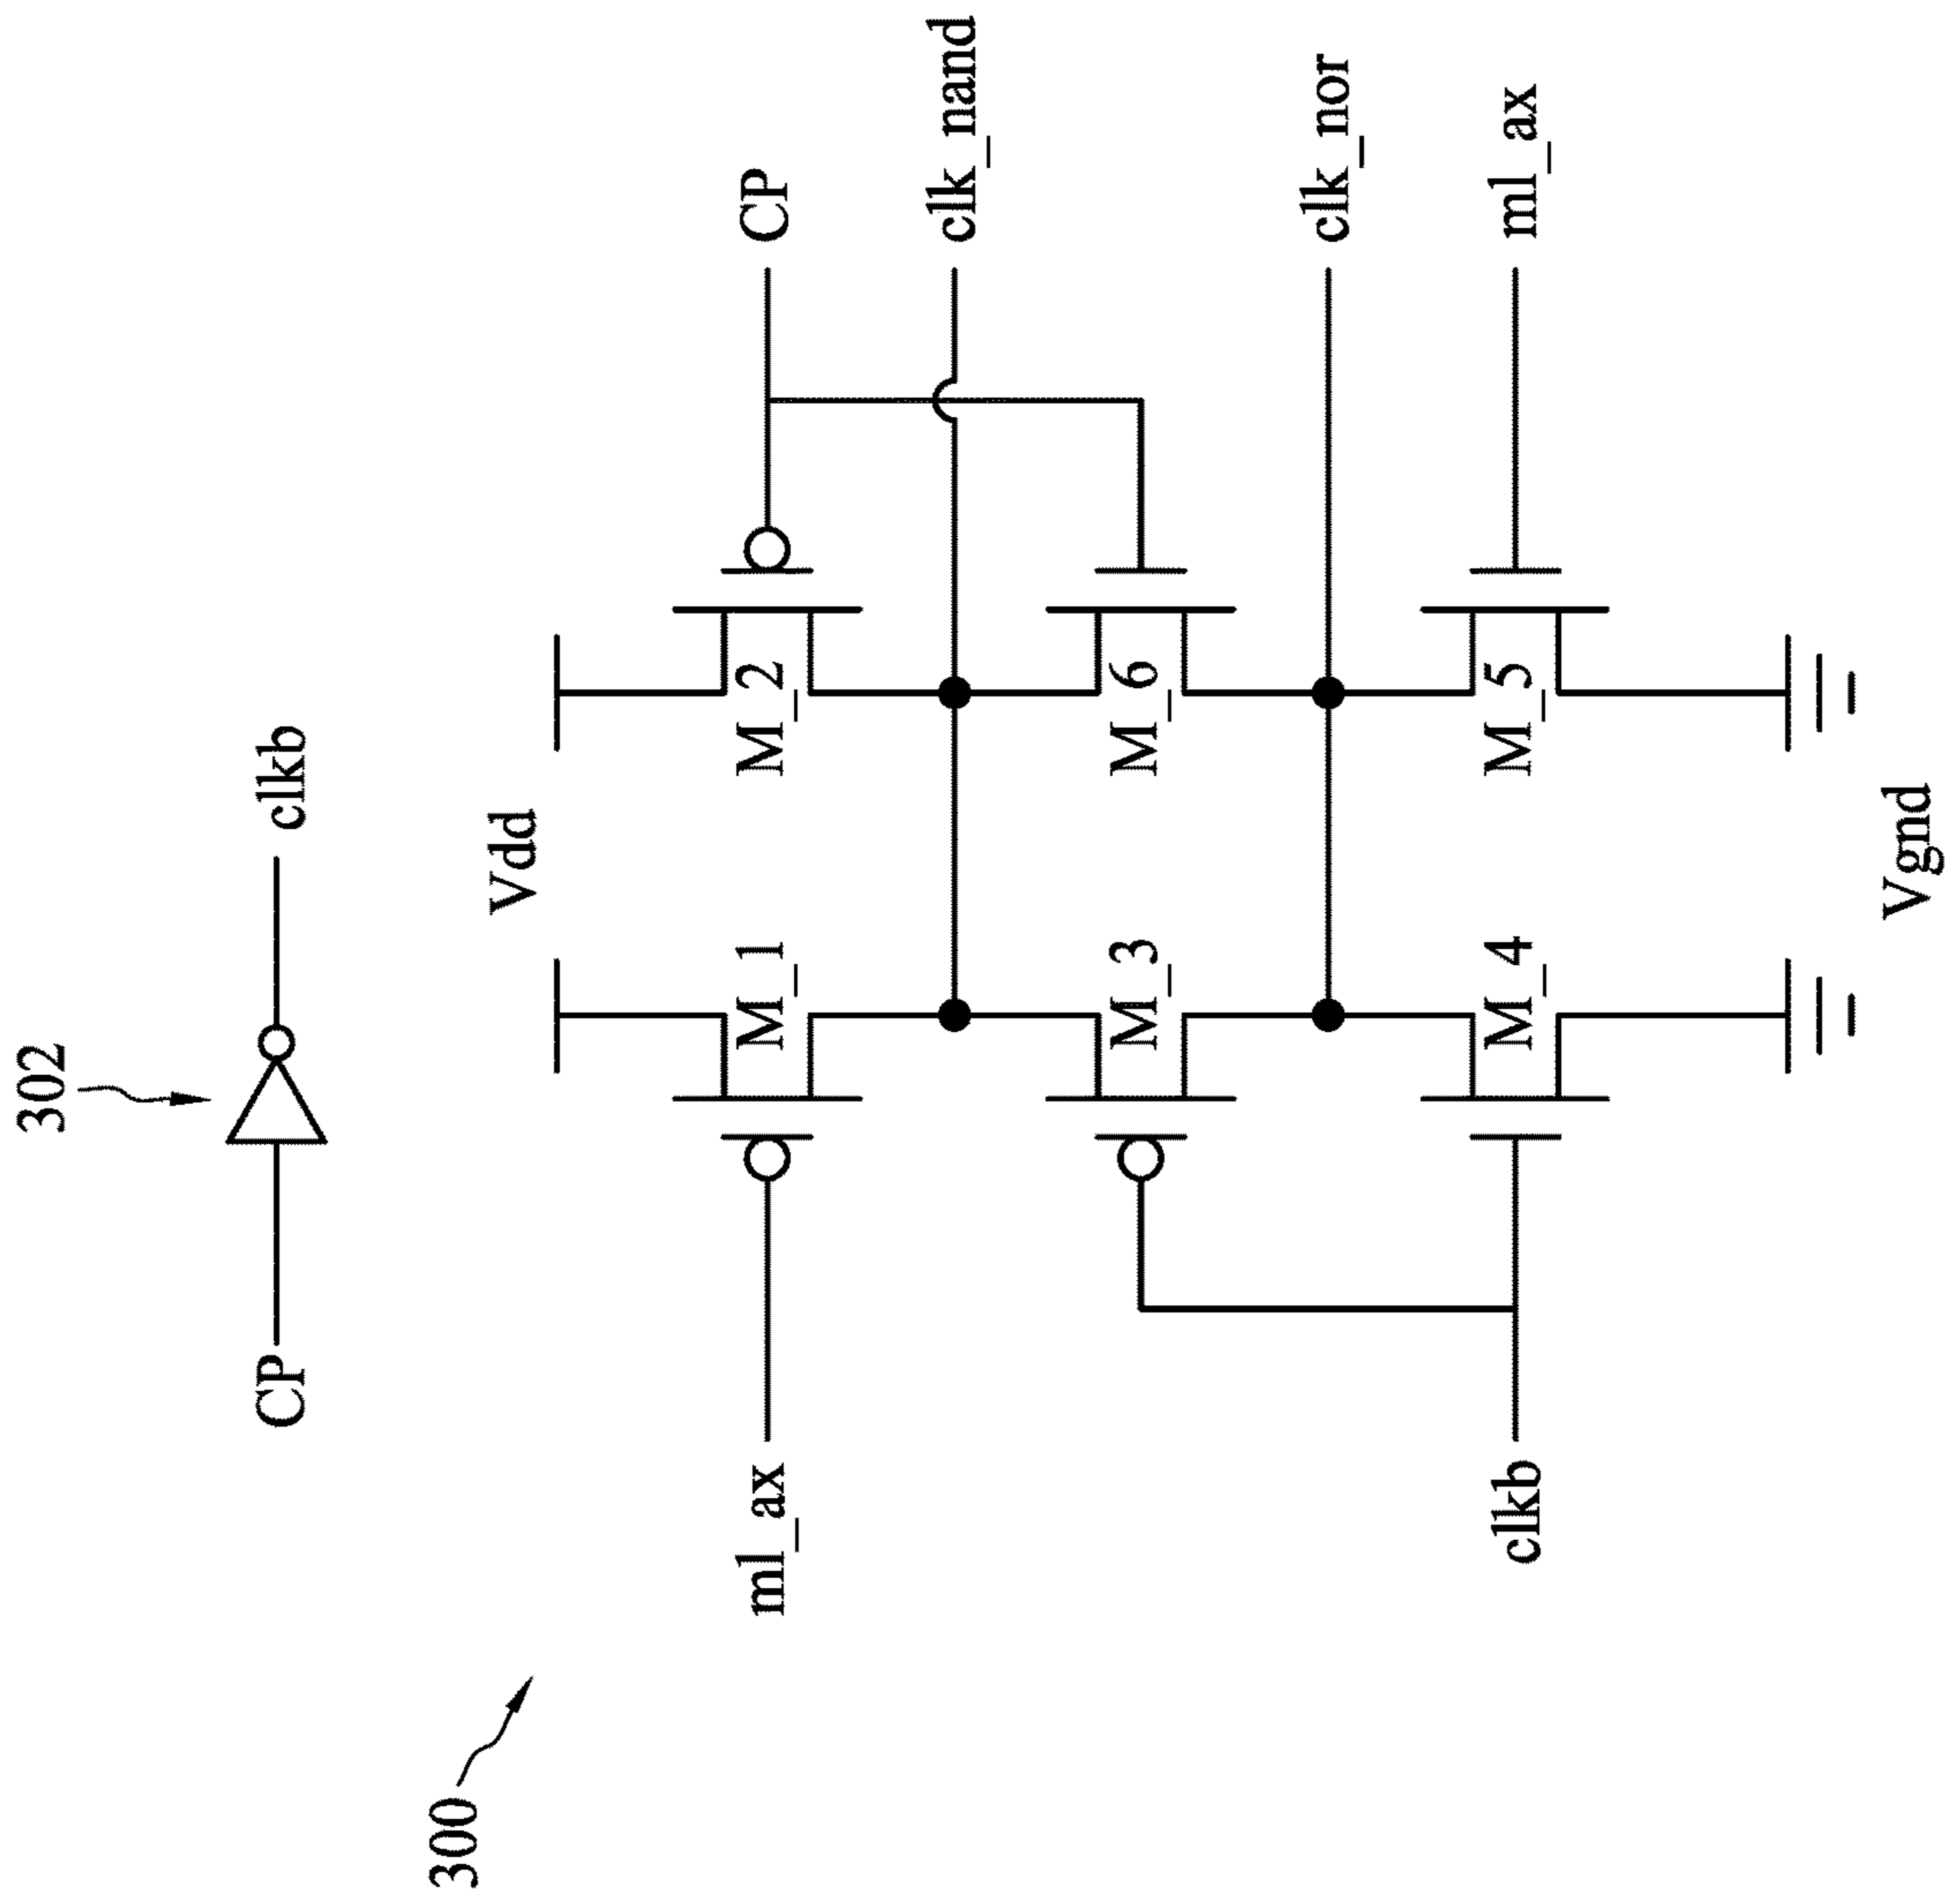 302
CP
clkb
300
Vdd
ml_ax
M_1
M_2
CP
clk_nand
M_3
M_6
clk_nor
clkb
M_4
M_5
ml_ax
Vgnd